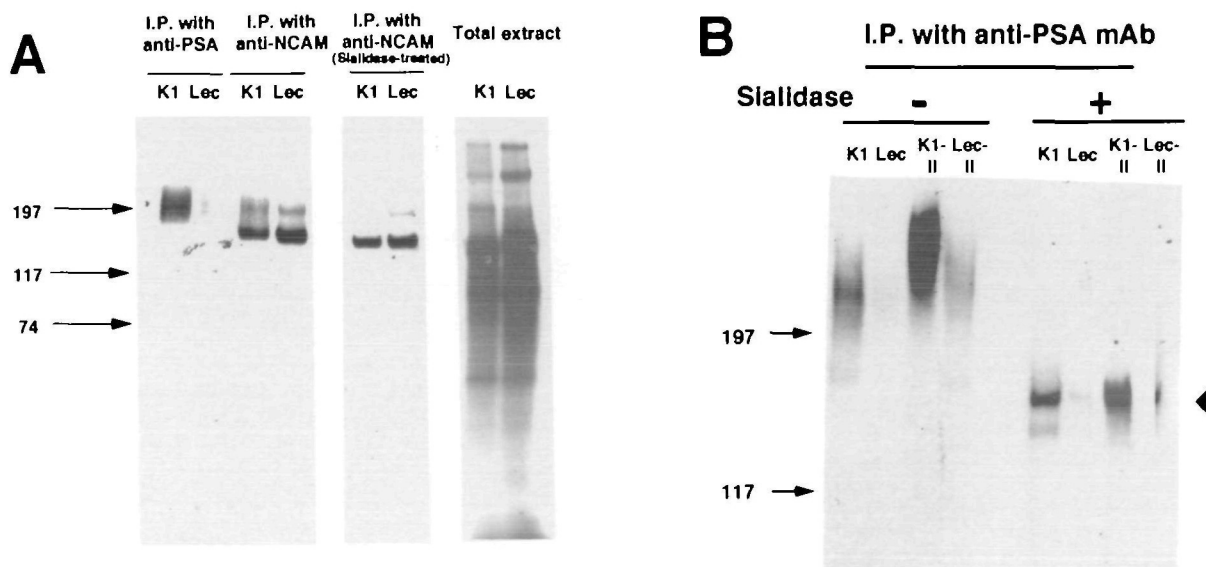 A
I.P. with
anti-PSA
I.P. with
anti-NCAM
I.P. with
anti-NCAM
(Sialidase-treated)
Total extract
K1 Lec
K1 Lec
K1 Lec
K1 Lec
197
117
74
B
I.P. with anti-PSA mAb
Sialidase - +
K1 Lec K1-II Lec-II
K1 Lec K1-II Lec-II
197
117